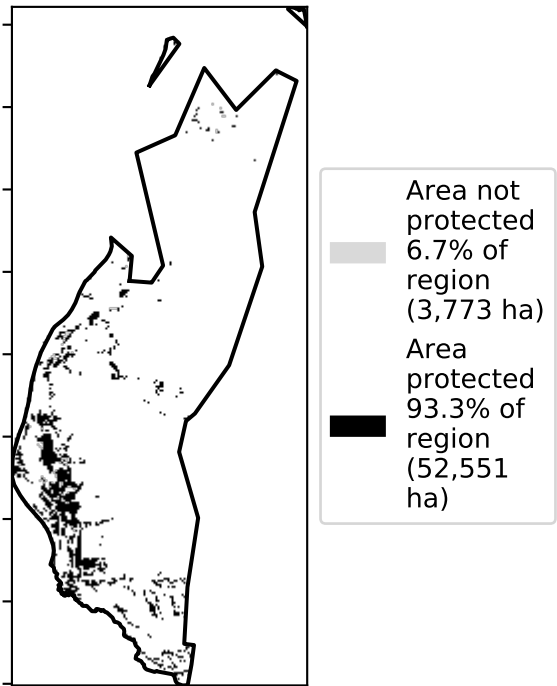 Area not
protected
6.7% of
region
(3,773 ha)
Area
protected
93.3% of
region
(52,551
ha)